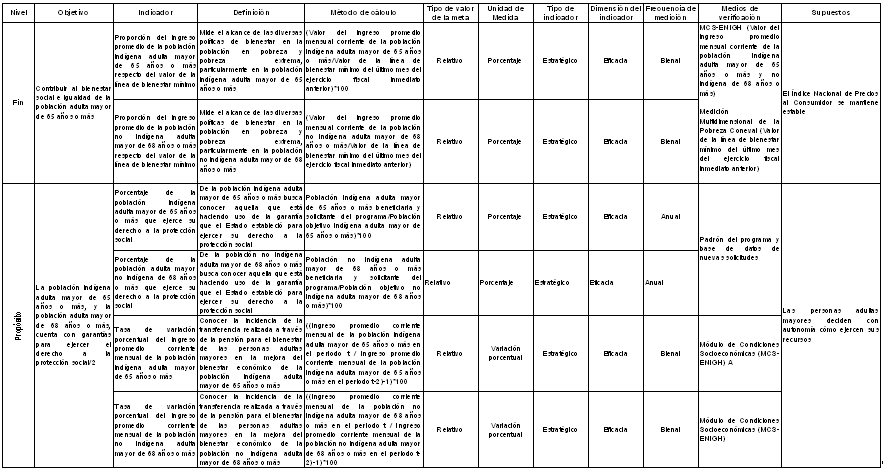 Nivel
Objetivo
Indicador
Definición
Método de cálculo
Tipo de valor
de la meta
Unidad de
Medida
Tipo de
indicador
Dimensión del
indicador
Frecuencia de
medición
Medios de
verificación
Supuestos
Fin
Contribuir al bienestar
social e igualdad de la
población adulta mayor
de 65 años o más
Proporción del ingreso
promedio de la población
indígena adulta mayor
de 65 años o más
respecto del valor de la
línea de bienestar mínimo
Mide el alcance de las diversas
políticas de bienestar en la
población en pobreza y
pobreza extrema,
particularmente en la población
indígena adulta mayor de 65
años o más
(Valor del ingreso promedio
mensual corriente de la población
indígena adulta mayor de 65 años
o más/Valor de la línea de
bienestar mínimo del último mes del
ejercicio fiscal inmediato
anterior)*100
Relativo
Porcentaje
Estratégico
Eficacia
Bienal
MCS-ENIGH (Valor del
ingreso promedio
mensual corriente de la
población indígena
adulta mayor de 65
años o más y no
indígena de 68 años o
más)
Medición
Multidimensional de la
Pobreza Coneval (Valor
de la línea de bienestar
mínimo del último mes
del ejercicio fiscal
inmediato anterior)
El Índice Nacional de Precios
al Consumidor se mantiene
estable
Proporción del ingreso
promedio de la población
no indígena adulta
mayor de 68 años o más
respecto del valor de la
línea de bienestar mínimo
Mide el alcance de las diversas
políticas de bienestar en la
población en pobreza y
pobreza extrema,
particularmente en la población
no indígena adulta mayor de 68
años o más
(Valor del ingreso promedio
mensual corriente de la población
no indígena adulta mayor de 68
años o más/Valor de la línea de
bienestar mínimo del último mes del
ejercicio fiscal inmediato anterior)
Relativo
Porcentaje
Estratégico
Eficacia
Bienal
Propósito
La población indígena
adulta mayor de 65
años o más, y la
población adulta mayor
de 68 años o más,
cuenta con garantías
para ejercer el
derecho a la
protección social/2
Porcentaje de la
población indígena
adulta mayor de 65 años
o más que ejerce su
derecho a la protección
social
De la población indígena adulta
mayor de 65 años o más busca
conocer aquella que está
haciendo uso de la garantía
que el Estado estableció para
ejercer su derecho a la
protección social
Población indígena adulta mayor
de 65 años o más beneficiaria y
solicitante del programa/Población
objetivo indígena adulta mayor de
65 años o más)*100
Relativo
Porcentaje
Estratégico
Eficacia
Anual
Padrón del programa y
base de datos de
nuevas solicitudes
Las personas adultas
mayores deciden con
autonomía cómo ejercen sus
recursos
Porcentaje de la
población adulta mayor
no indígena de 68 años
o más que ejerce su
derecho a la protección
social
De la población no indígena
adulta mayor de 68 años o más
busca conocer aquella que está
haciendo uso de la garantía
que el Estado estableció para
ejercer su derecho a la
protección social
Población no indígena adulta
mayor de 68 años o más
beneficiaria y solicitante del
programa/Población objetivo no
indígena adulta mayor de 68 años
o más)*100
Relativo
Porcentaje
Estratégico
Eficacia
Anual
Tasa de variación
porcentual del ingreso
promedio corriente
mensual de la población
indígena adulta mayor
de 65 años o más
Conocer la incidencia de la
transferencia realizada a través
de la pensión para el bienestar
de las personas adultas
mayores en la mejora del
bienestar económico de la
población indígena adulta
mayor de 65 años o más
((Ingreso promedio corriente
mensual de la población indígena
adulta mayor de 65 años o más en
el periodo t / Ingreso promedio
corriente mensual de la población
indígena adulta mayor de 65 años
o más en el periodo t-2)-1)*100
Relativo
Variación
porcentual
Estratégico
Eficacia
Bienal
Módulo de Condiciones
Socioeconómicas (MCS-
ENIGH) A
Tasa de variación
porcentual del ingreso
promedio corriente
mensual de la población
no indígena adulta
mayor de 68 años o más
Conocer la incidencia de la
transferencia realizada a través
de la pensión para el bienestar
de las personas adultas
mayores en la mejora del
bienestar económico de la
población no indígena adulta
mayor de 68 años o más
((Ingreso promedio corriente
mensual de la población no
indígena adulta mayor de 68 años
o más en el periodo t / Ingreso
promedio corriente mensual de la
población no indígena adulta mayor
de 68 años o más en el periodo t-
2)-1)*100
Relativo
Variación
porcentual
Estratégico
Eficacia
Bienal
Módulo de Condiciones
Socioeconómicas (MCS-
ENIGH)